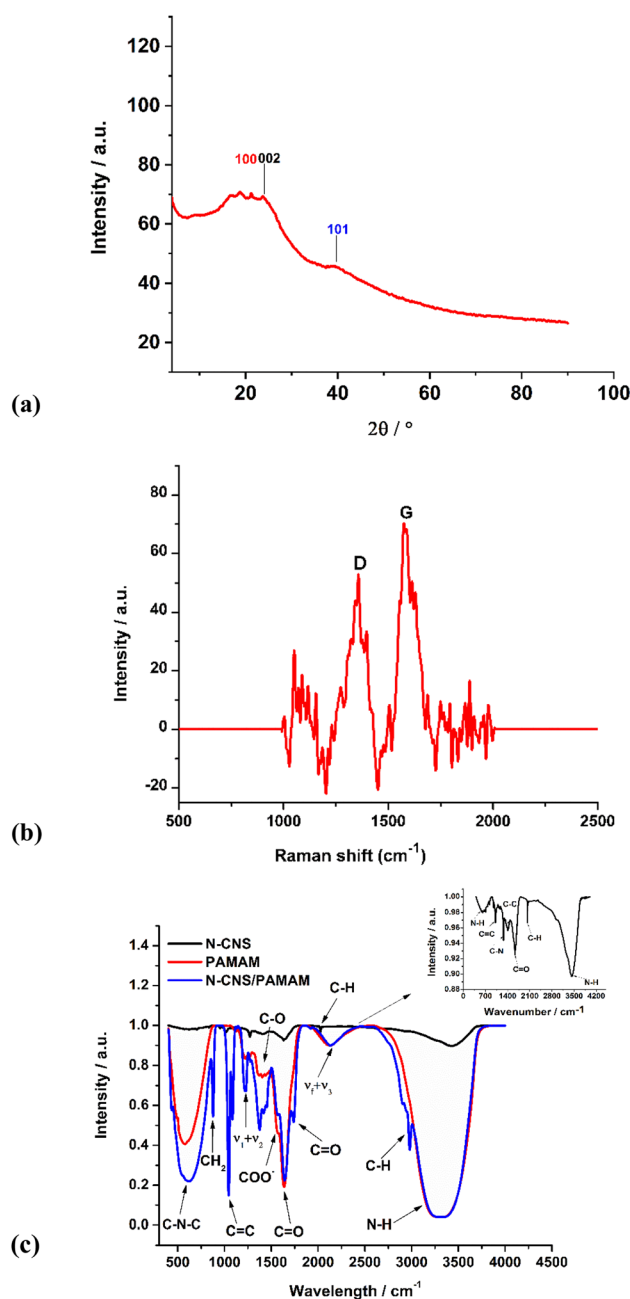 120
100
80
60
40
20
Intensity / a.u.
100 002
101
20 40 60 80 100
2θ / °
(a)
80
60
40
20
0
-20
Intensity / a.u.
D
G
500 1000 1500 2000 2500
Raman shift (cm-1)
(b)
1.00
0.98
0.96
0.94
0.92
0.90
0.88
Intensity / a.u.
N-H
C=C
C-N
C-C
C=O
C-H
N-H
0 700 1400 2100 2800 3500 4200
Wavenumber / cm-1
1.4
1.2
1.0
0.8
0.6
0.4
0.2
0.0
Intensity / a.u.
N-CNS
PAMAM
N-CNS/PAMAM
C-H
C-O
ν1+ν2
CH2
COO-
C=O
C-H
C-N-C
C=C
C=O
N-H
500 1000 1500 2000 2500 3000 3500 4000 4500
Wavelength / cm-1
(c)